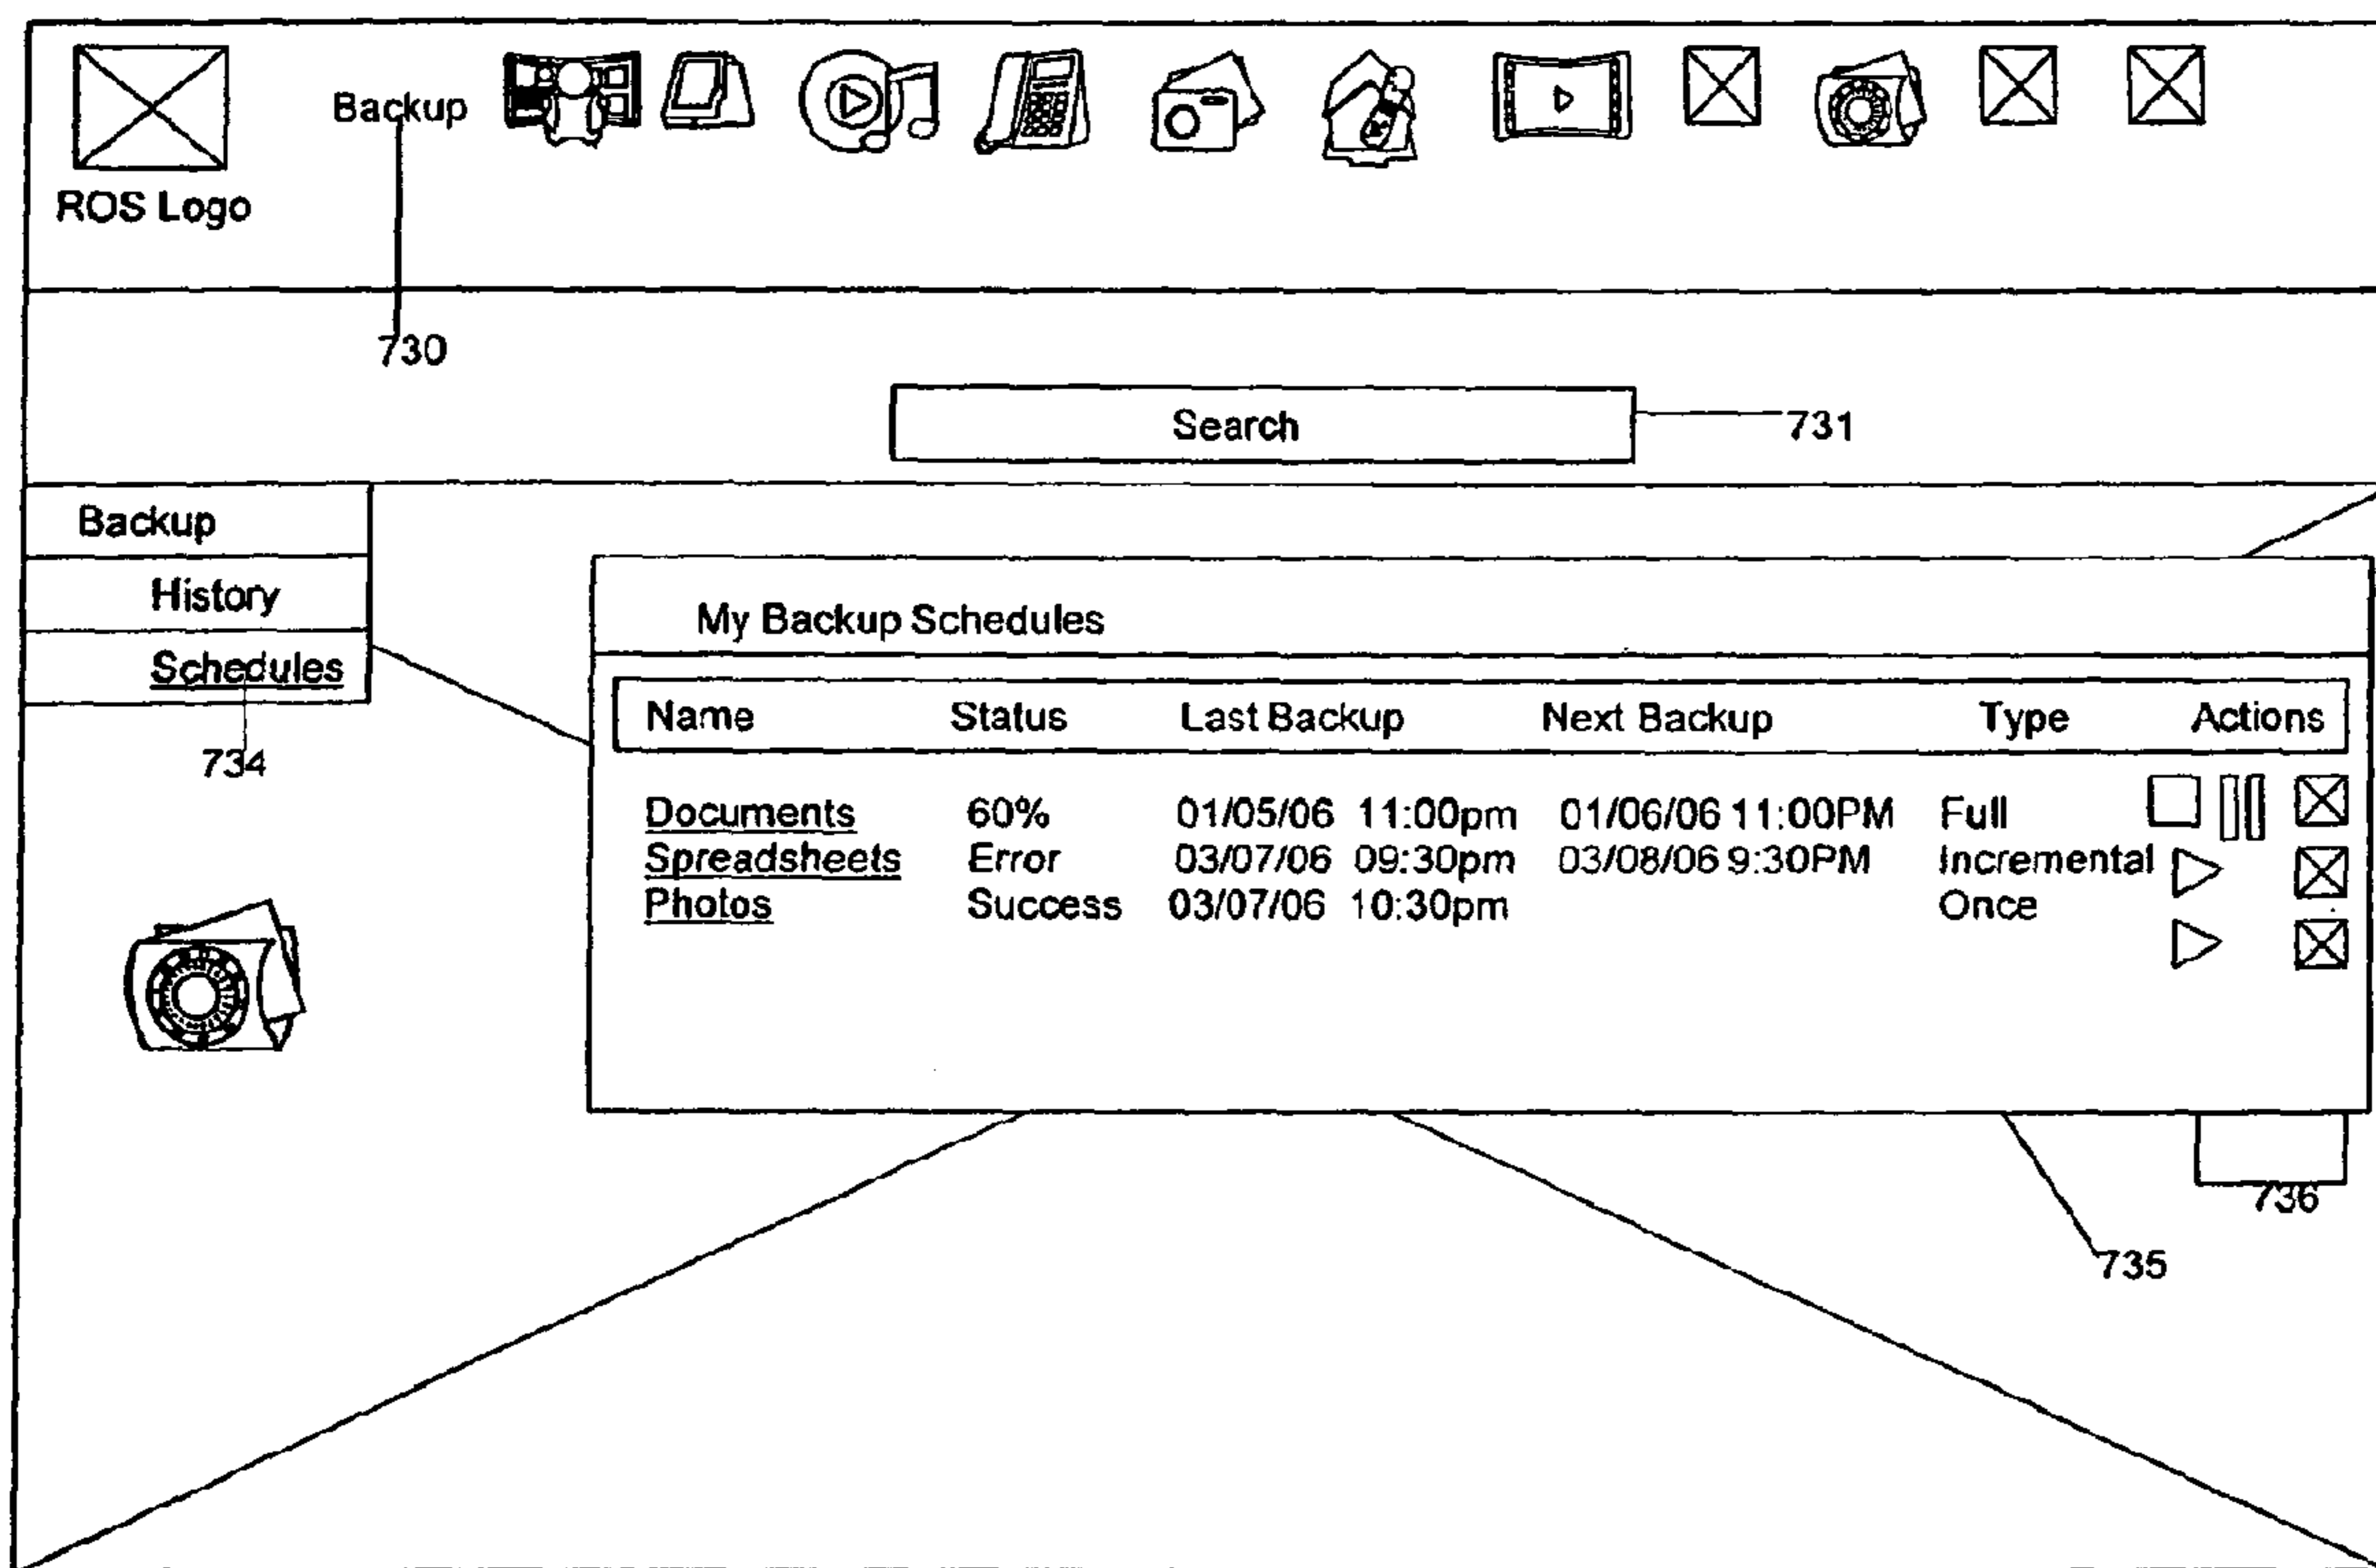 Backup
ROS Logo
730
Search
731
Backup
History
Schedules
734
My Backup Schedules
Name Status Last Backup Next Backup Type Actions
Documents 60% 01/05/06 11:00pm 01/06/06 11:00PM Full
Spreadsheets Error 03/07/06 09:30pm 03/08/06 9:30PM Incremental
Photos Success 03/07/06 10:30pm Once
736
735